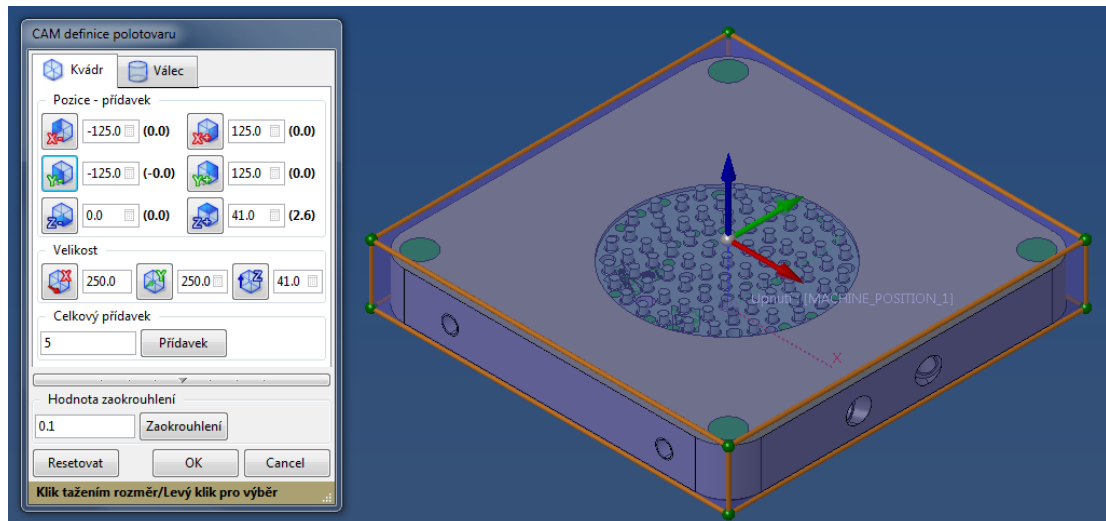 CAM definice polotovaru
Kvádr Válec
Pozice - přídavek
X- -125.0 (0.0) X+ 125.0 (0.0)
Y- -125.0 (-0.0) Y+ 125.0 (0.0)
Z- 0.0 (0.0) Z+ 41.0 (2.6)
Velikost
X 250.0 Y 250.0 Z 41.0
Celkový přídavek
5 Přídavek
Hodnota zaokrouhlení
0.1 Zaokrouhlení
Resetovat OK Cancel
Klik tažením rozměr/Levý klik pro výběr
Upnutí [MACHINE_POSITION_1]
X